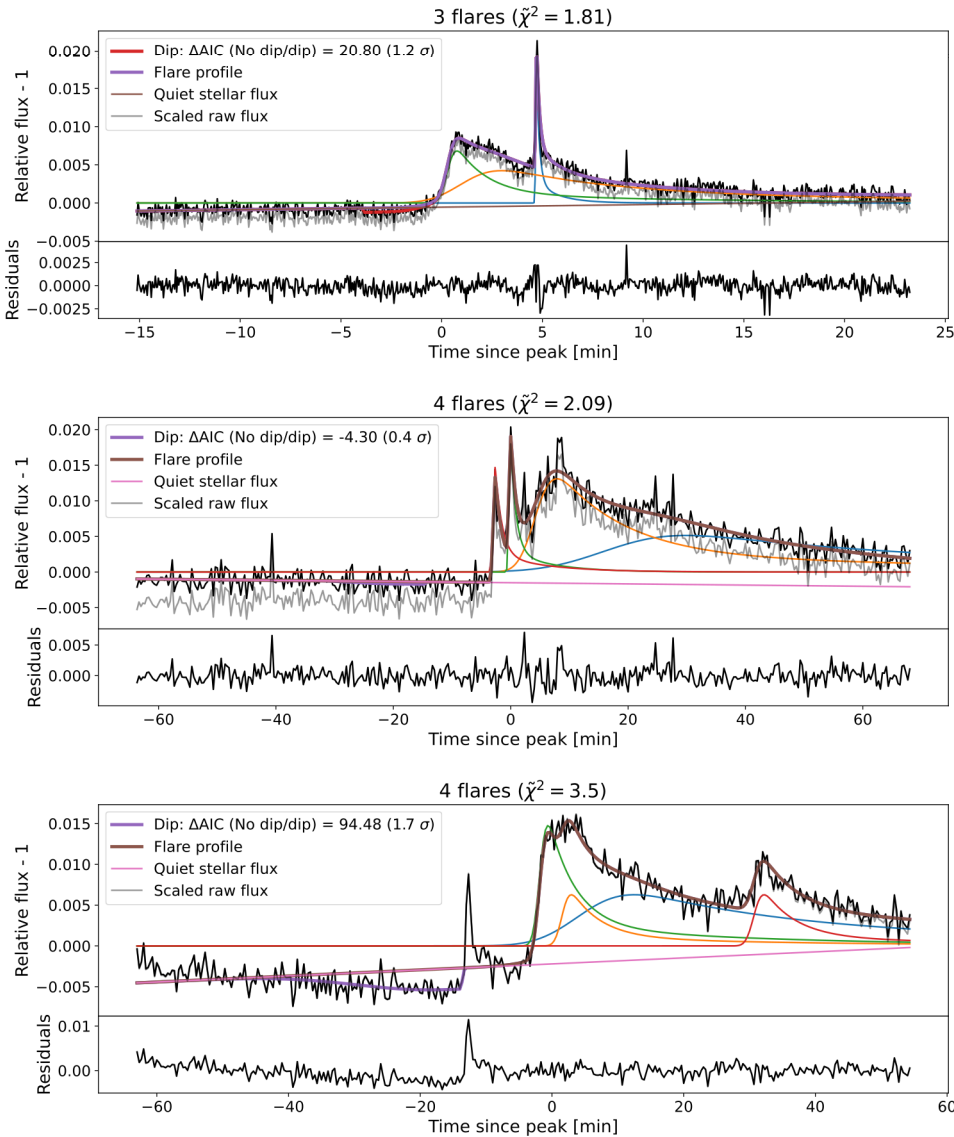 3 flares (χ̃² = 1.81)
Relative flux - 1
0.020
0.015
0.010
0.005
0.000
−0.005
Dip: ΔAIC (No dip/dip) = 20.80 (1.2 σ)
Flare profile
Quiet stellar flux
Scaled raw flux
Residuals
0.0025
0.0000
−0.0025
−15 −10 −5 0 5 10 15 20 25
Time since peak [min]
4 flares (χ̃² = 2.09)
Relative flux - 1
0.020
0.015
0.010
0.005
0.000
−0.005
Dip: ΔAIC (No dip/dip) = -4.30 (0.4 σ)
Flare profile
Quiet stellar flux
Scaled raw flux
Residuals
0.005
0.000
−60 −40 −20 0 20 40 60
Time since peak [min]
4 flares (χ̃² = 3.5)
Relative flux - 1
0.015
0.010
0.005
0.000
−0.005
Dip: ΔAIC (No dip/dip) = 94.48 (1.7 σ)
Flare profile
Quiet stellar flux
Scaled raw flux
Residuals
0.01
0.00
−60 −40 −20 0 20 40 60
Time since peak [min]